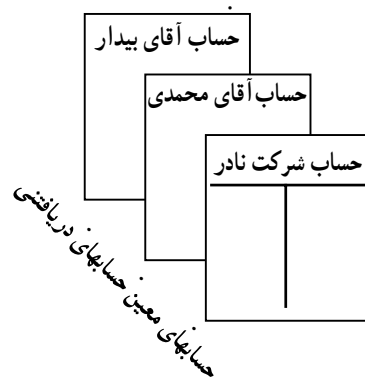 حساب آقای بیدار
حساب آقای محمدی
حساب شرکت نادر
حسابهای معین حسابهای دریافتنی